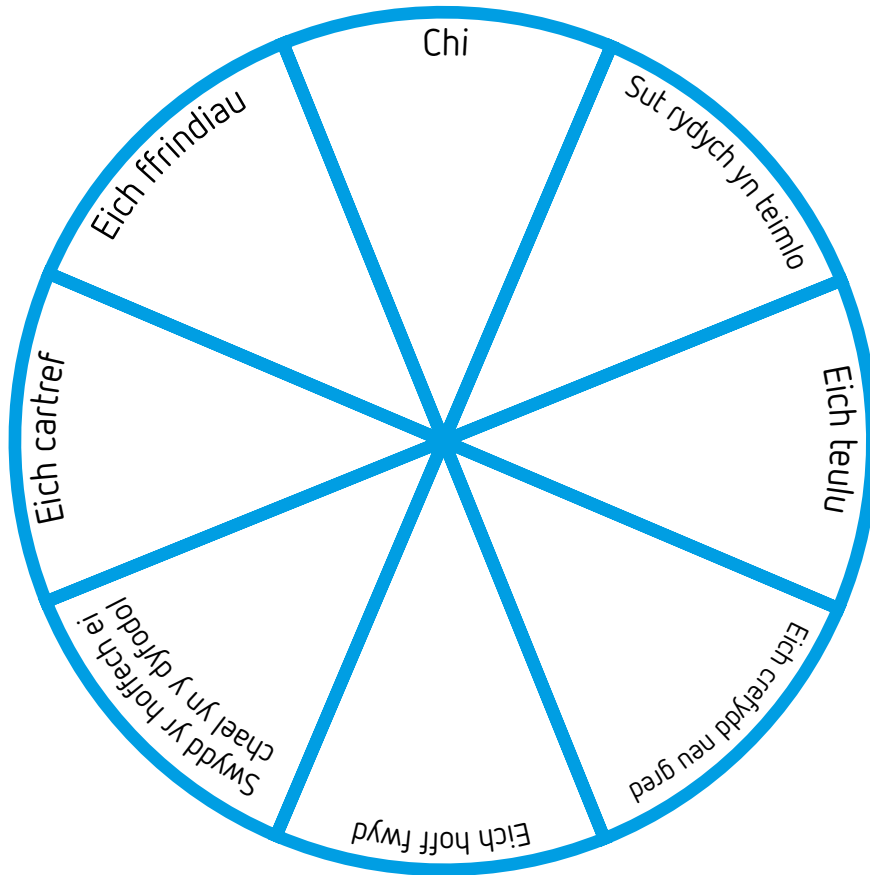 Chi
Sut rydych yn teimlo
Eich teulu
Eich crefydd neu gred
Eich hoff fwyd
Swydd yr hoffech ei
chael yn y dyfodol
Eich cartref
Eich ffrindiau